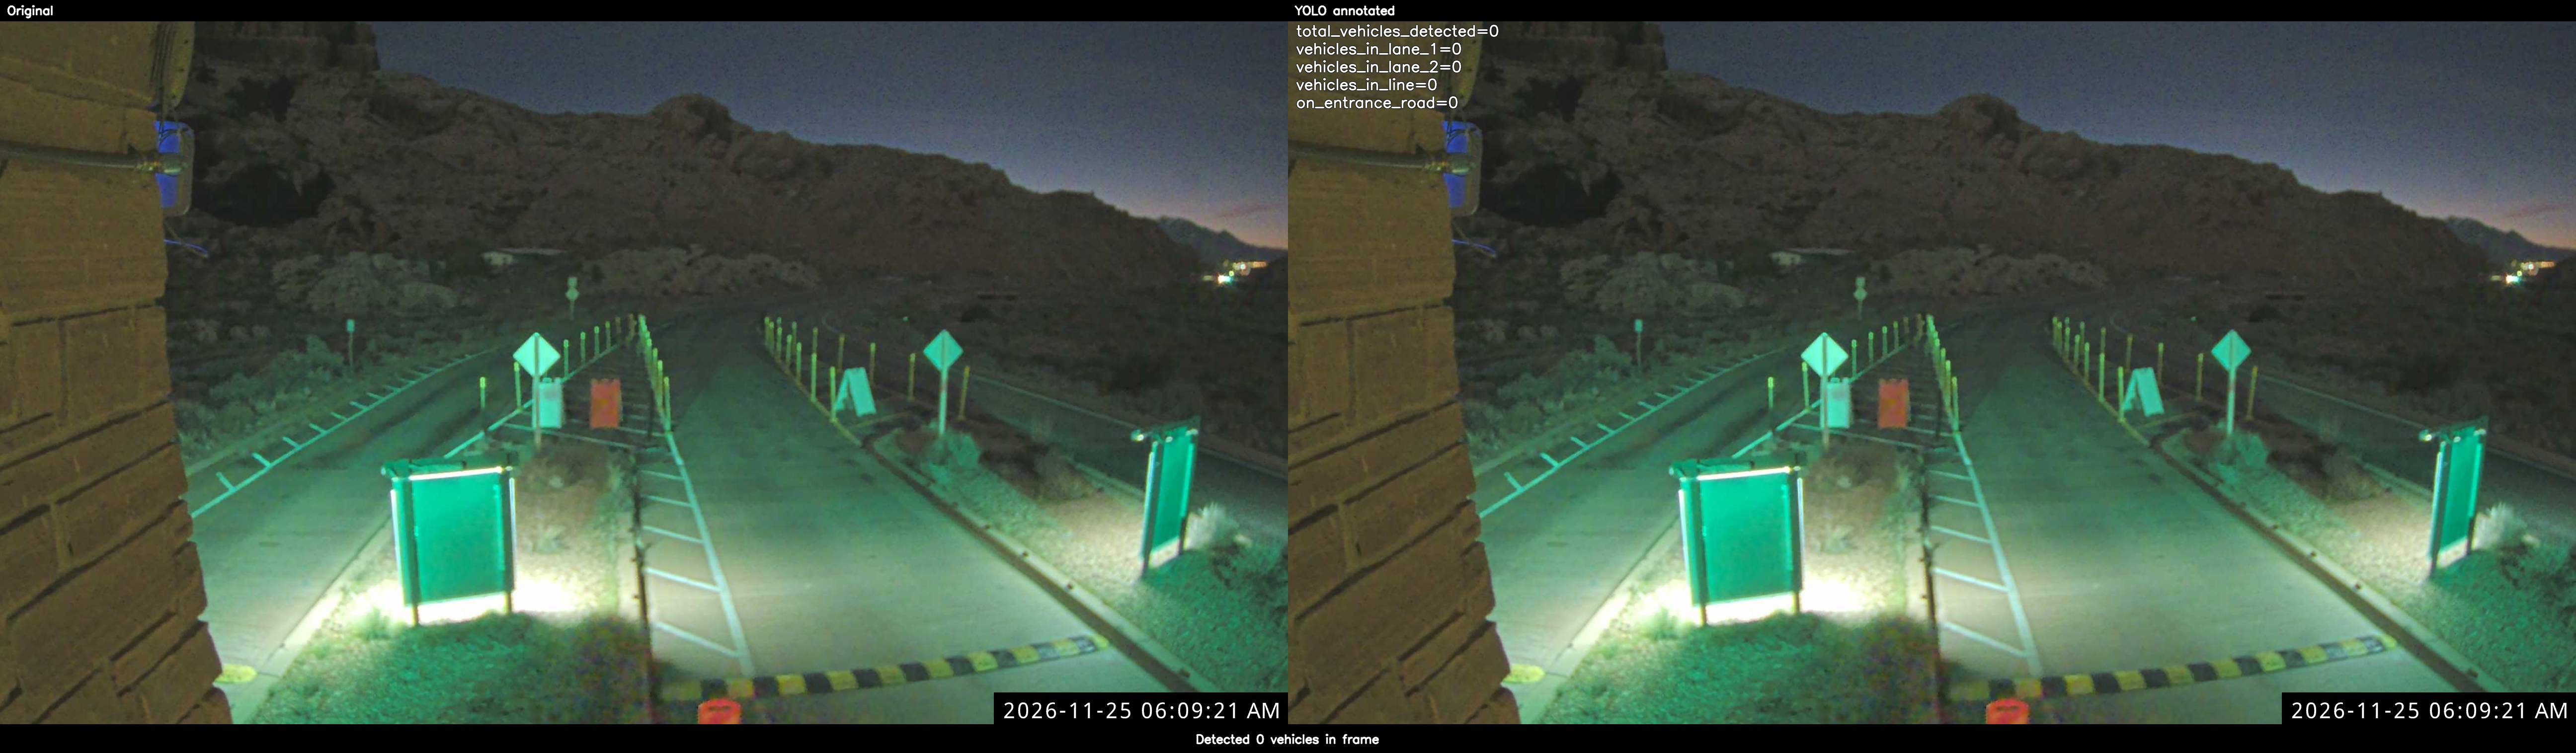 Original
YOLO annotated
total_vehicles_detected=0
vehicles_in_lane_1=0
vehicles_in_lane_2=0
vehicles_in_line=0
on_entrance_road=0
2026-11-25 06:09:21 AM
2026-11-25 06:09:21 AM
Detected 0 vehicles in frame